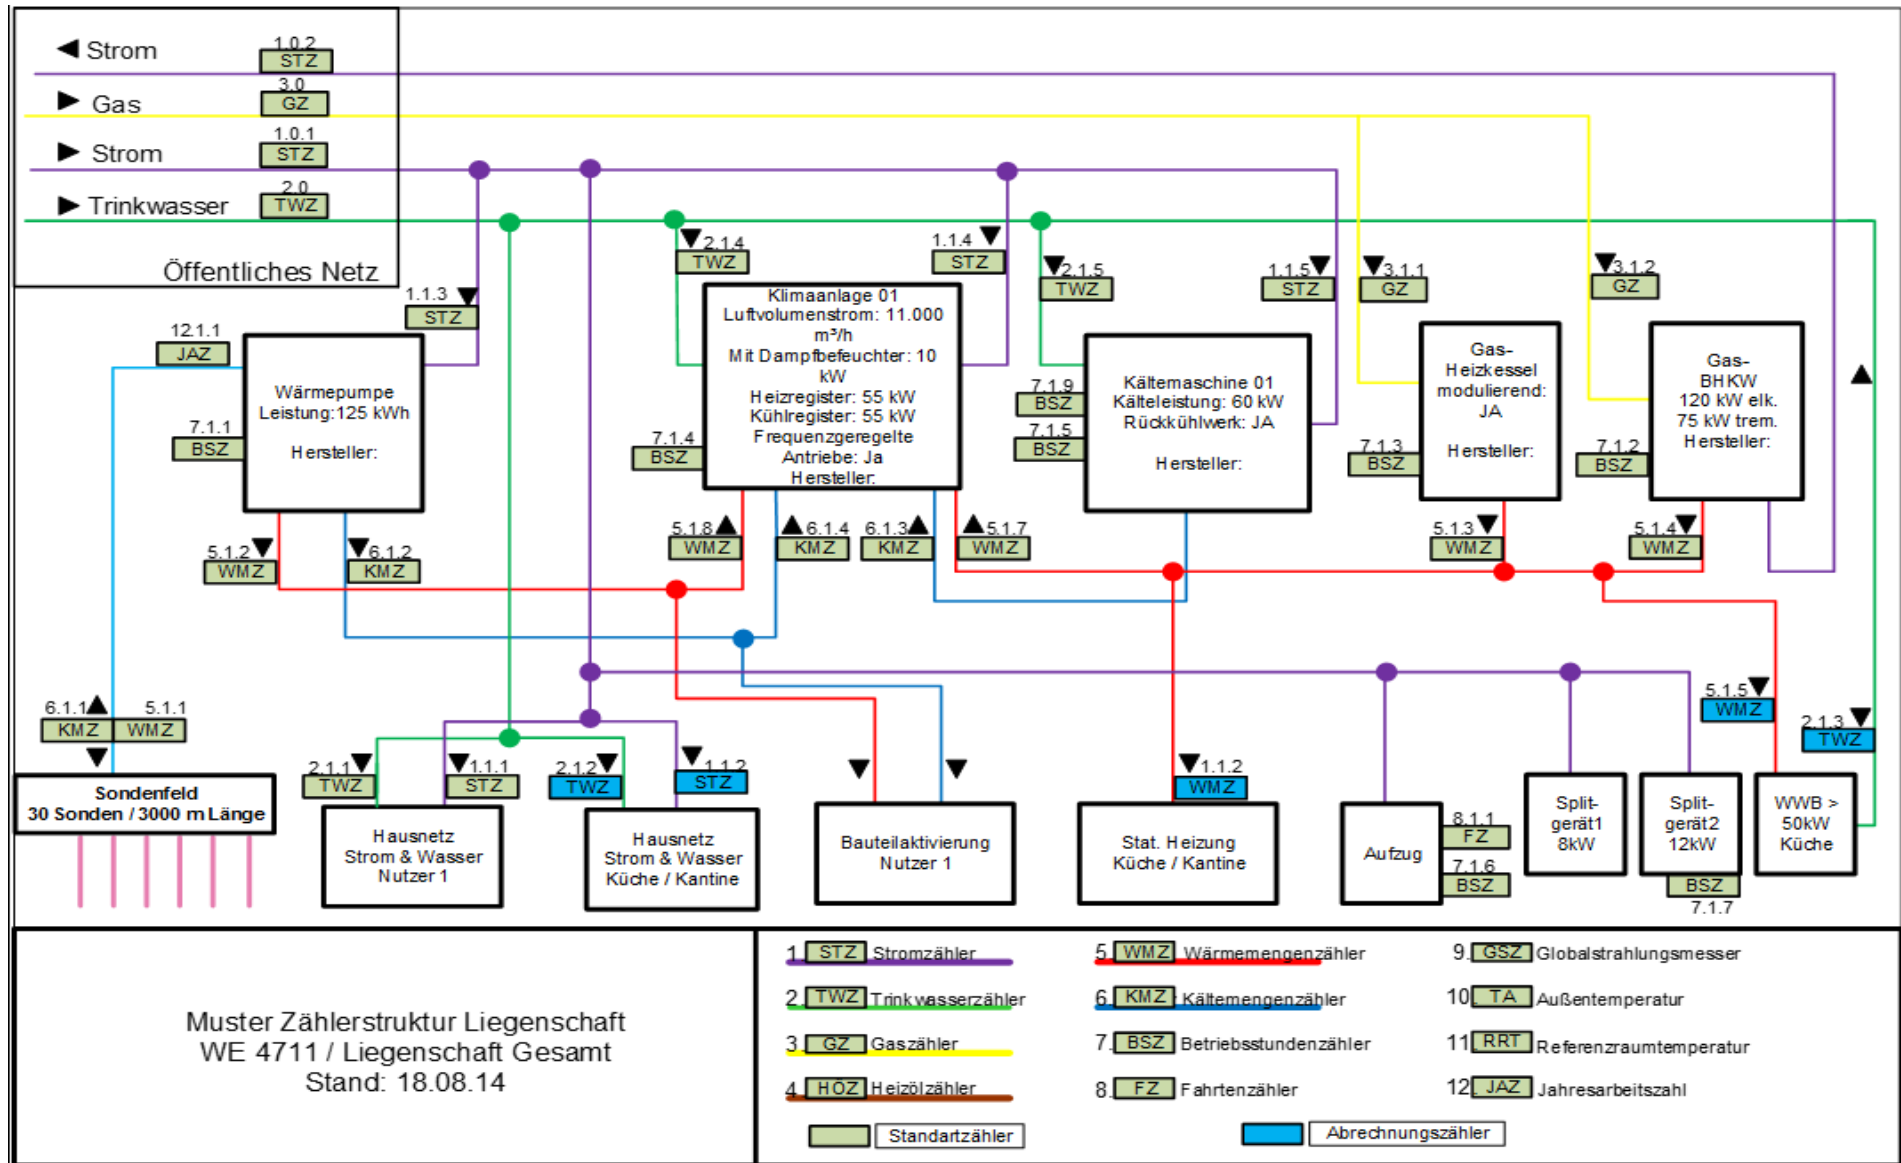 Strom
1.0.2
STZ
Gas
3.0
GZ
Strom
1.0.1
STZ
Trinkwasser
2.0
TWZ
Öffentliches Netz
1.1.3
STZ
2.1.4
TWZ
1.1.4
STZ
2.1.5
TWZ
1.1.5
STZ
3.1.1
GZ
3.1.2
GZ
12.1.1
JAZ
7.1.1
BSZ
Wärmepumpe
Leistung:125 kWh
Hersteller:
7.1.4
BSZ
Klimaanlage 01
Luftvolumenstrom: 11.000
m³/h
Mit Dampfbefeuchter: 10
kW
Heizregister: 55 kW
Kühlregister: 55 kW
Frequenzgeregelte
Antriebe: Ja
Hersteller:
7.1.9
BSZ
7.1.5
BSZ
Kältemaschine 01
Kälteleistung: 60 kW
Rückkühlwerk: JA
Hersteller:
7.1.3
BSZ
Gas-
Heizkessel
modulierend:
JA
Hersteller:
7.1.2
BSZ
Gas-
BHKW
120 kW elk.
75 kW trem.
Hersteller:
5.1.2
WMZ
6.1.2
KMZ
5.1.8
WMZ
6.1.4
KMZ
6.1.3
KMZ
5.1.7
WMZ
5.1.3
WMZ
5.1.4
WMZ
6.1.1
KMZ
5.1.1
WMZ
5.1.5
WMZ
2.1.3
TWZ
Sondenfeld
30 Sonden / 3000 m Länge
2.1.1
TWZ
1.1.1
STZ
2.1.2
TWZ
1.1.2
STZ
1.1.2
WMZ
Hausnetz
Strom & Wasser
Nutzer 1
Hausnetz
Strom & Wasser
Küche / Kantine
Bauteilaktivierung
Nutzer 1
Stat. Heizung
Küche / Kantine
Aufzug
8.1.1
FZ
7.1.6
BSZ
Split-
gerät1
8kW
Split-
gerät2
12kW
BSZ
7.1.7
WWB >
50kW
Küche
Muster Zählerstruktur Liegenschaft
WE 4711 / Liegenschaft Gesamt
Stand: 18.08.14
1. STZ Stromzähler
2. TWZ Trinkwasserzähler
3. GZ Gaszähler
4. HÖZ Heizölzähler
5. WMZ Wärmemengenzähler
6. KMZ Kältemengenzähler
7. BSZ Betriebsstundenzähler
8. FZ Fahrtenzähler
9. GSZ Globalstrahlungsmesser
10. TA Außentemperatur
11. RRT Referenzraumtemperatur
12. JAZ Jahresarbeitszahl
Standartzähler
Abrechnungszähler